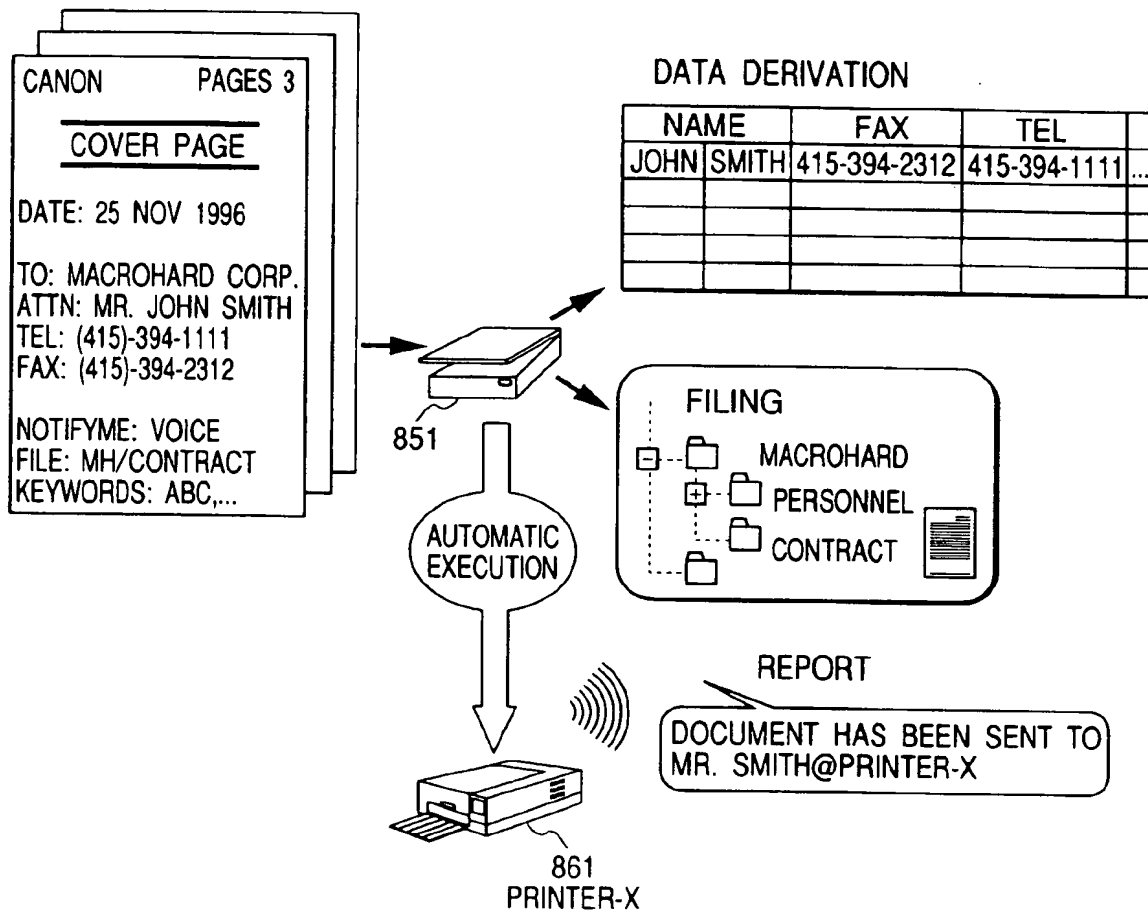 CANON PAGES 3
COVER PAGE
DATE: 25 NOV 1996
TO: MACROHARD CORP.
ATTN: MR. JOHN SMITH
TEL: (415)-394-1111
FAX: (415)-394-2312
NOTIFYME: VOICE
FILE: MH/CONTRACT
KEYWORDS: ABC,...
851
AUTOMATIC
EXECUTION
861
PRINTER-X
DATA DERIVATION
NAME FAX TEL
JOHN SMITH 415-394-2312 415-394-1111 ...
FILING
MACROHARD
PERSONNEL
CONTRACT
REPORT
DOCUMENT HAS BEEN SENT TO
MR. SMITH@PRINTER-X